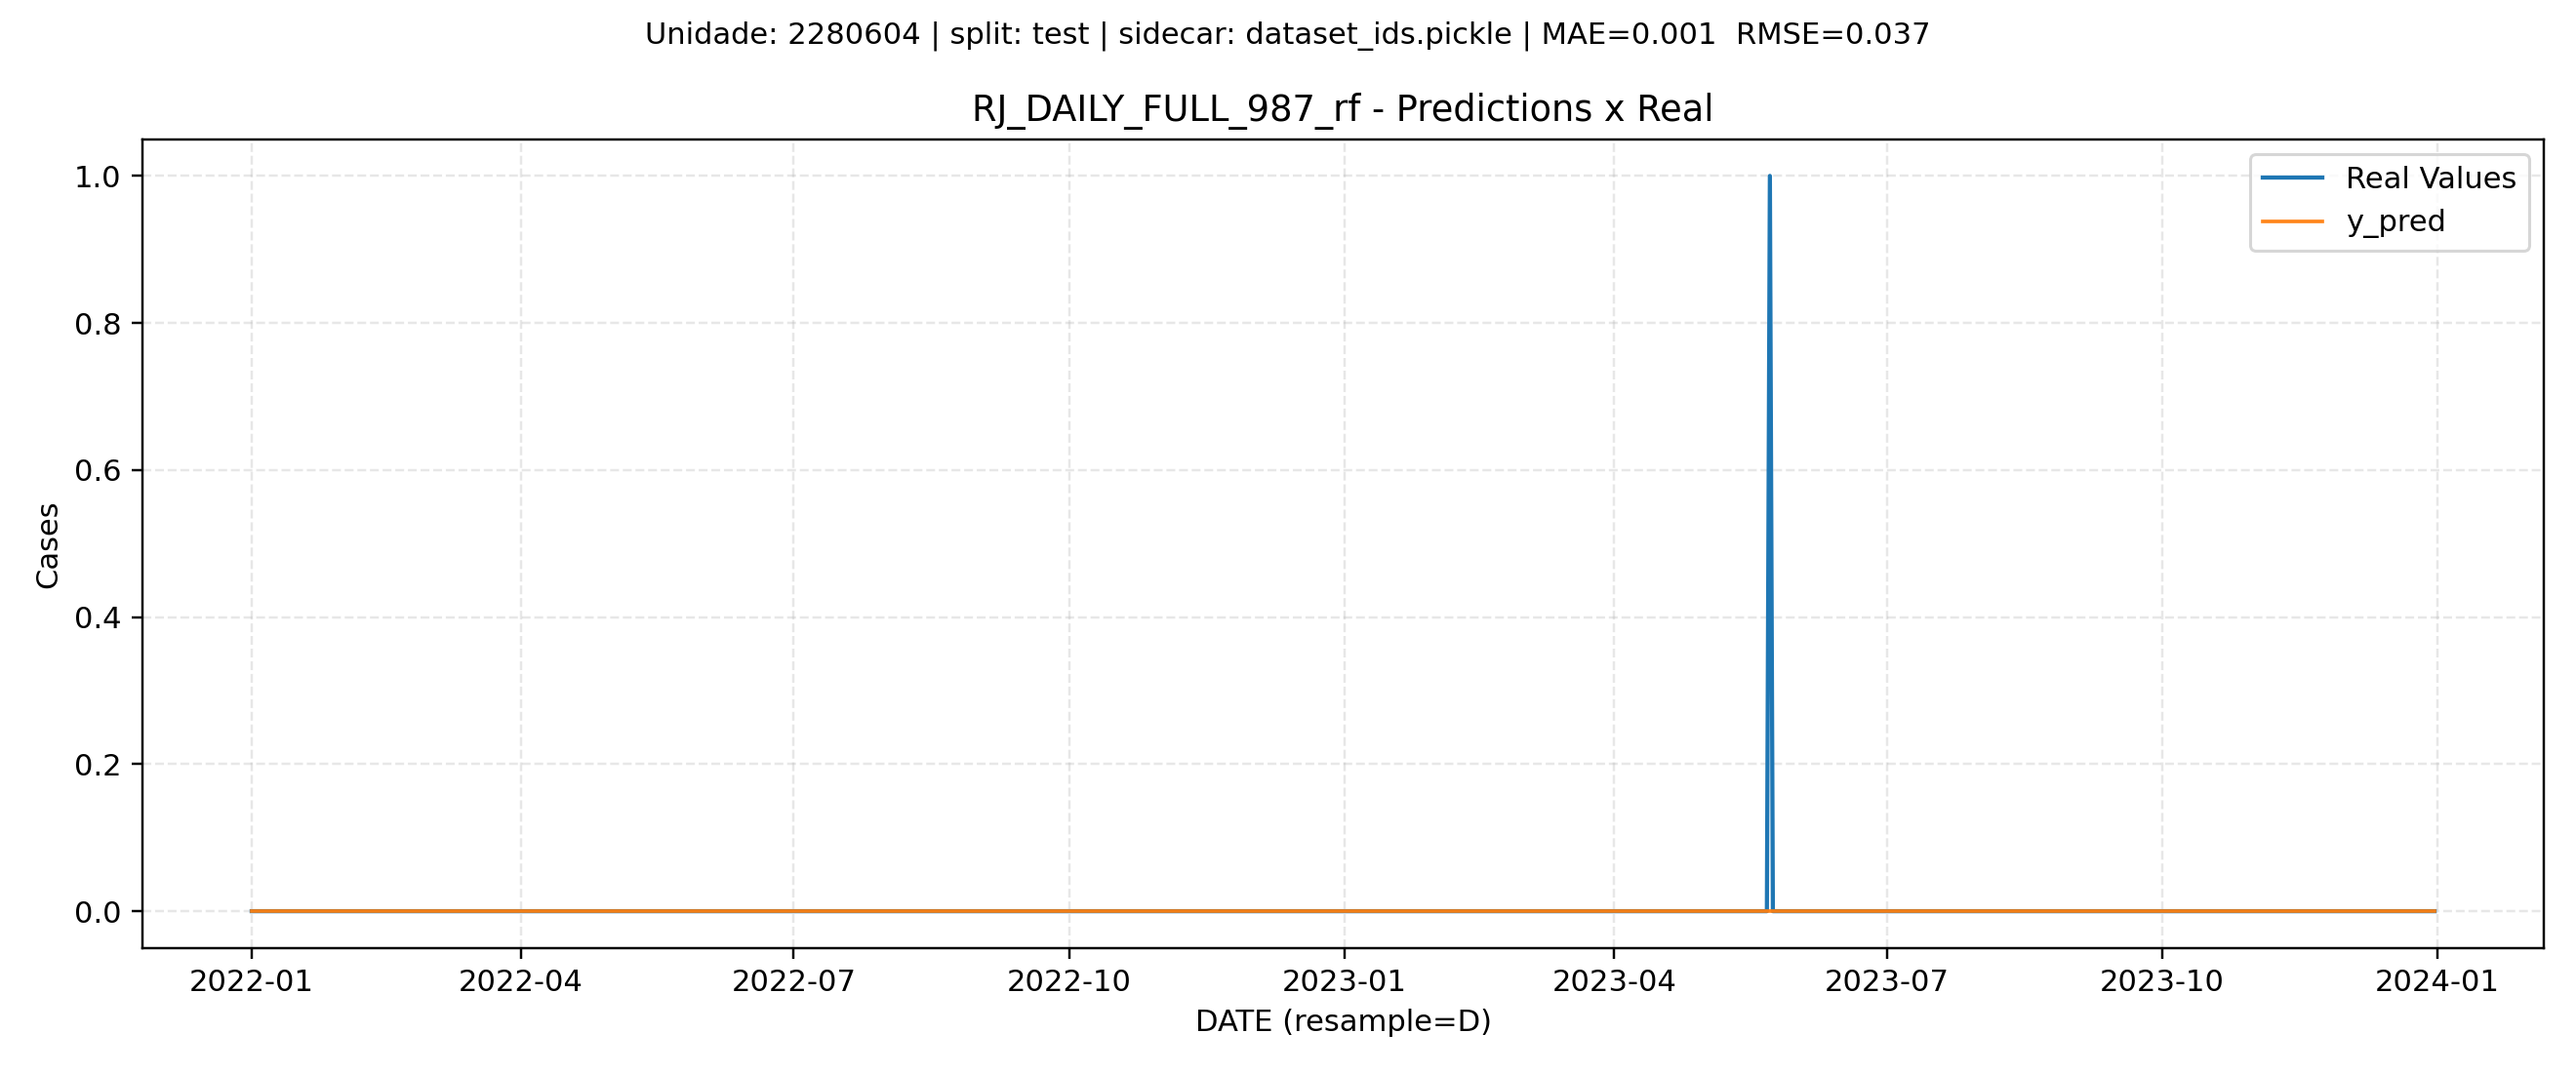 Unidade: 2280604 | split: test | sidecar: dataset_ids.pickle | MAE=0.001  RMSE=0.037
RJ_DAILY_FULL_987_rf - Predictions x Real
Real Values
y_pred
1.0
0.8
0.6
0.4
0.2
0.0
Cases
2022-01 2022-04 2022-07 2022-10 2023-01 2023-04 2023-07 2023-10 2024-01
DATE (resample=D)